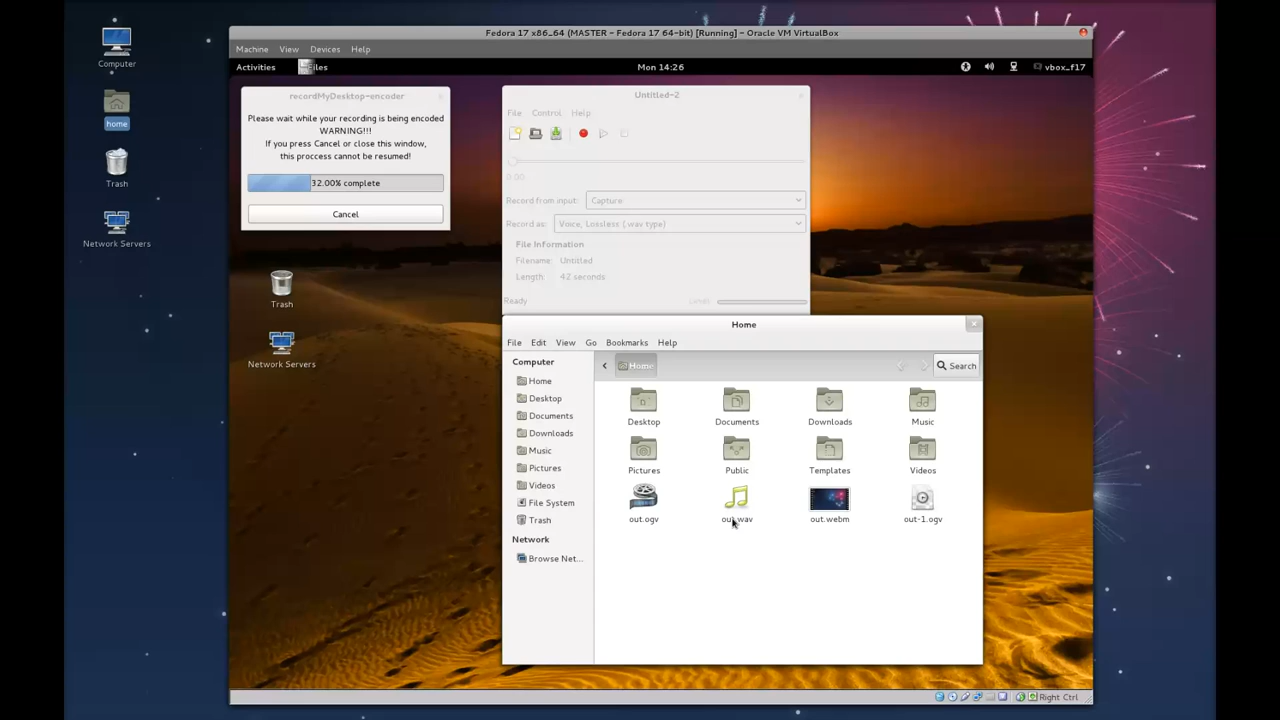 Computer
home
Trash
Network Servers
Fedora 17 x86_64 (MASTER - Fedora 17 64-bit) [Running] - Oracle VM VirtualBox
Machine View Devices Help
Activities Files Mon 14:26 vbox_f17
recordMyDesktop-encoder
Please wait while your recording is being encoded
WARNING!!!
If you press Cancel or close this window,
this proccess cannot be resumed!
32.00% complete
Cancel
Trash
Network Servers
Untitled-2
File Control Help
0:00
Record from input: Capture
Record as: Voice, Lossless (.wav type)
File Information
Filename: Untitled
Length: 42 seconds
Ready Level:
Home
File Edit View Go Bookmarks Help
Home Search
Computer
Home
Desktop
Documents
Downloads
Music
Pictures
Videos
File System
Trash
Network
Browse Net...
Desktop Documents Downloads Music
Pictures Public Templates Videos
out.ogv out.wav out.webm out-1.ogv
Right Ctrl